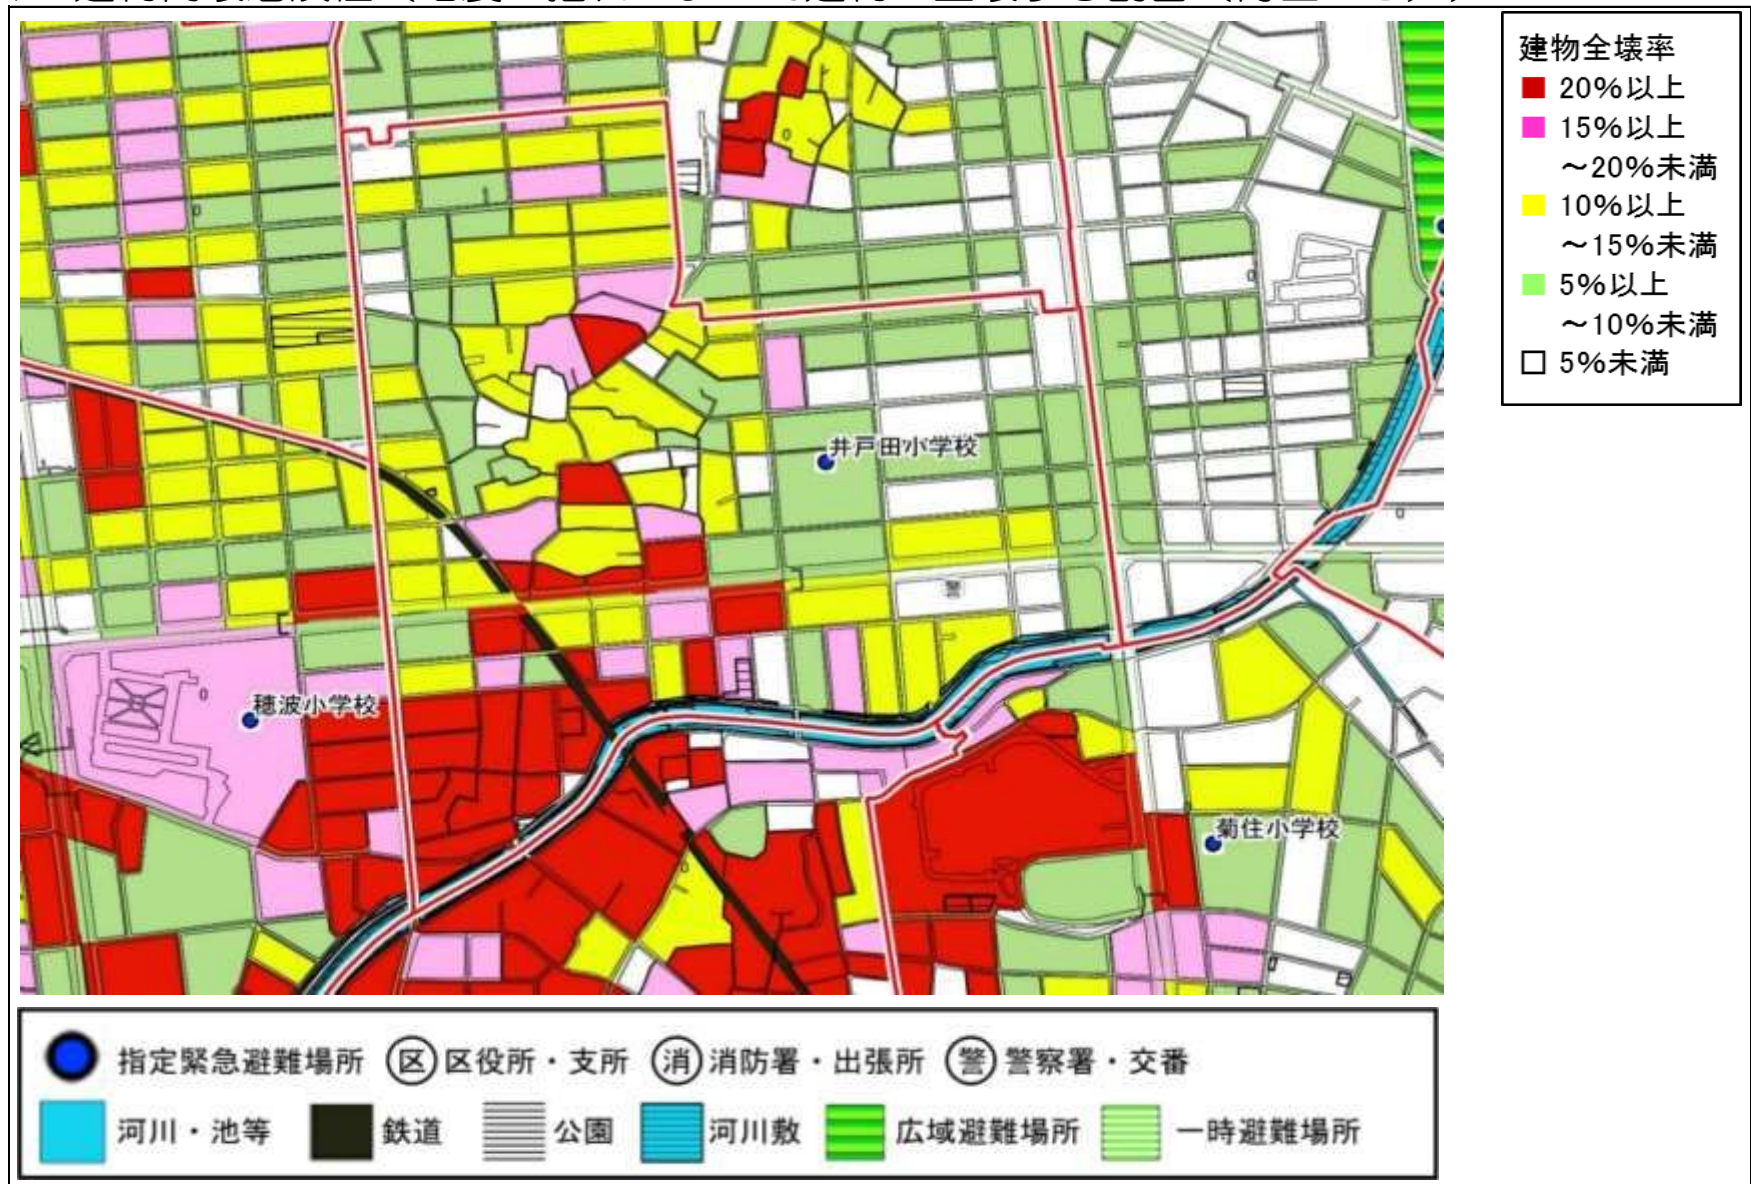 建物全壊率
20%以上
15%以上
～20%未満
10%以上
～15%未満
5%以上
～10%未満
5%未満
井戸田小学校
警
穂波小学校
菊住小学校
指定緊急避難場所 区 区役所・支所 消 消防署・出張所 警 警察署・交番
河川・池等 鉄道 公園 河川敷 広域避難場所 一時避難場所